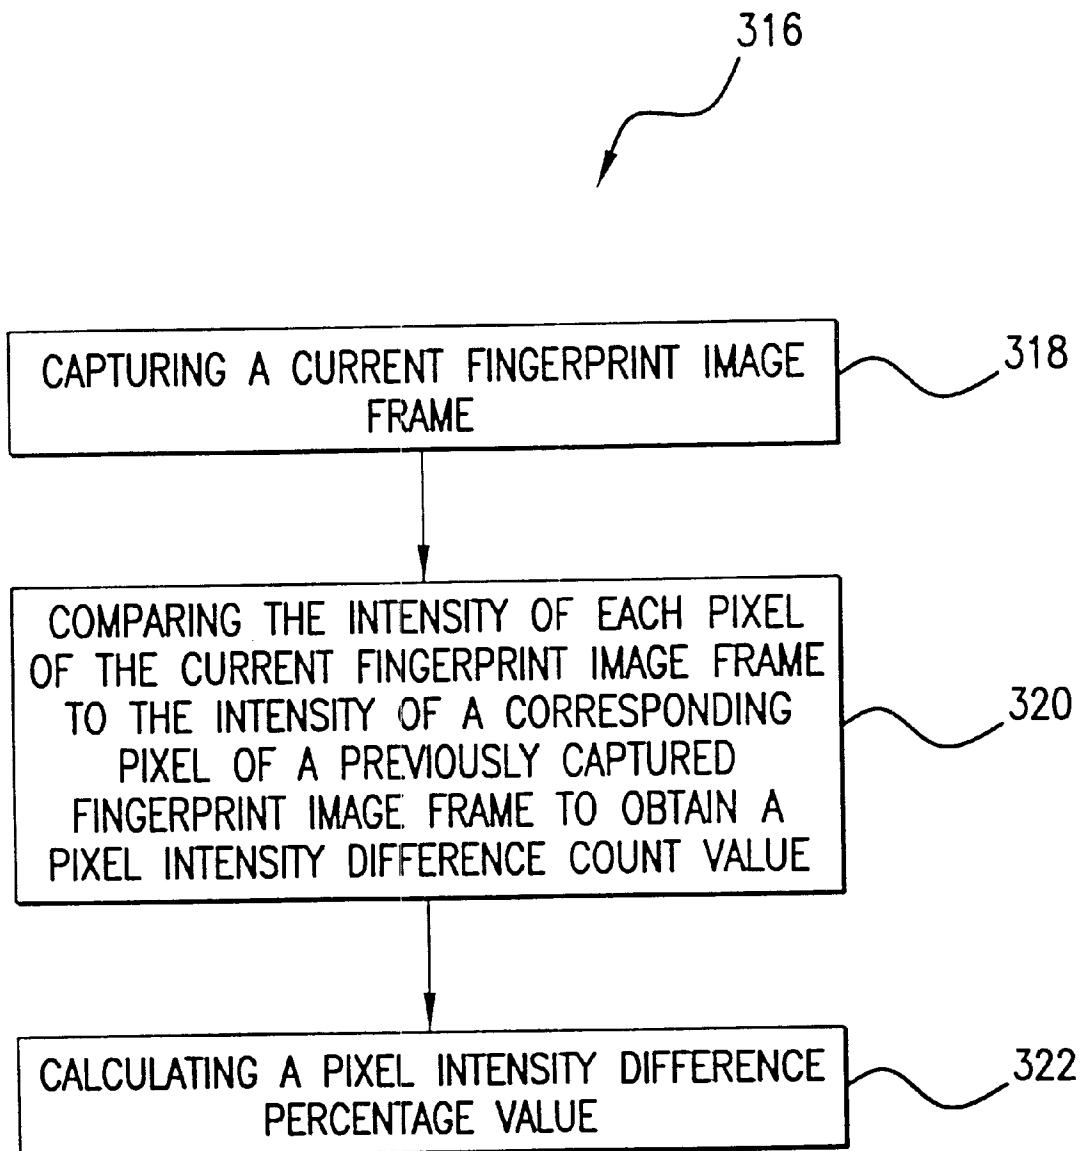 316
CAPTURING A CURRENT FINGERPRINT IMAGE
FRAME
318
COMPARING THE INTENSITY OF EACH PIXEL
OF THE CURRENT FINGERPRINT IMAGE FRAME
TO THE INTENSITY OF A CORRESPONDING
PIXEL OF A PREVIOUSLY CAPTURED
FINGERPRINT IMAGE FRAME TO OBTAIN A
PIXEL INTENSITY DIFFERENCE COUNT VALUE
320
CALCULATING A PIXEL INTENSITY DIFFERENCE
PERCENTAGE VALUE
322